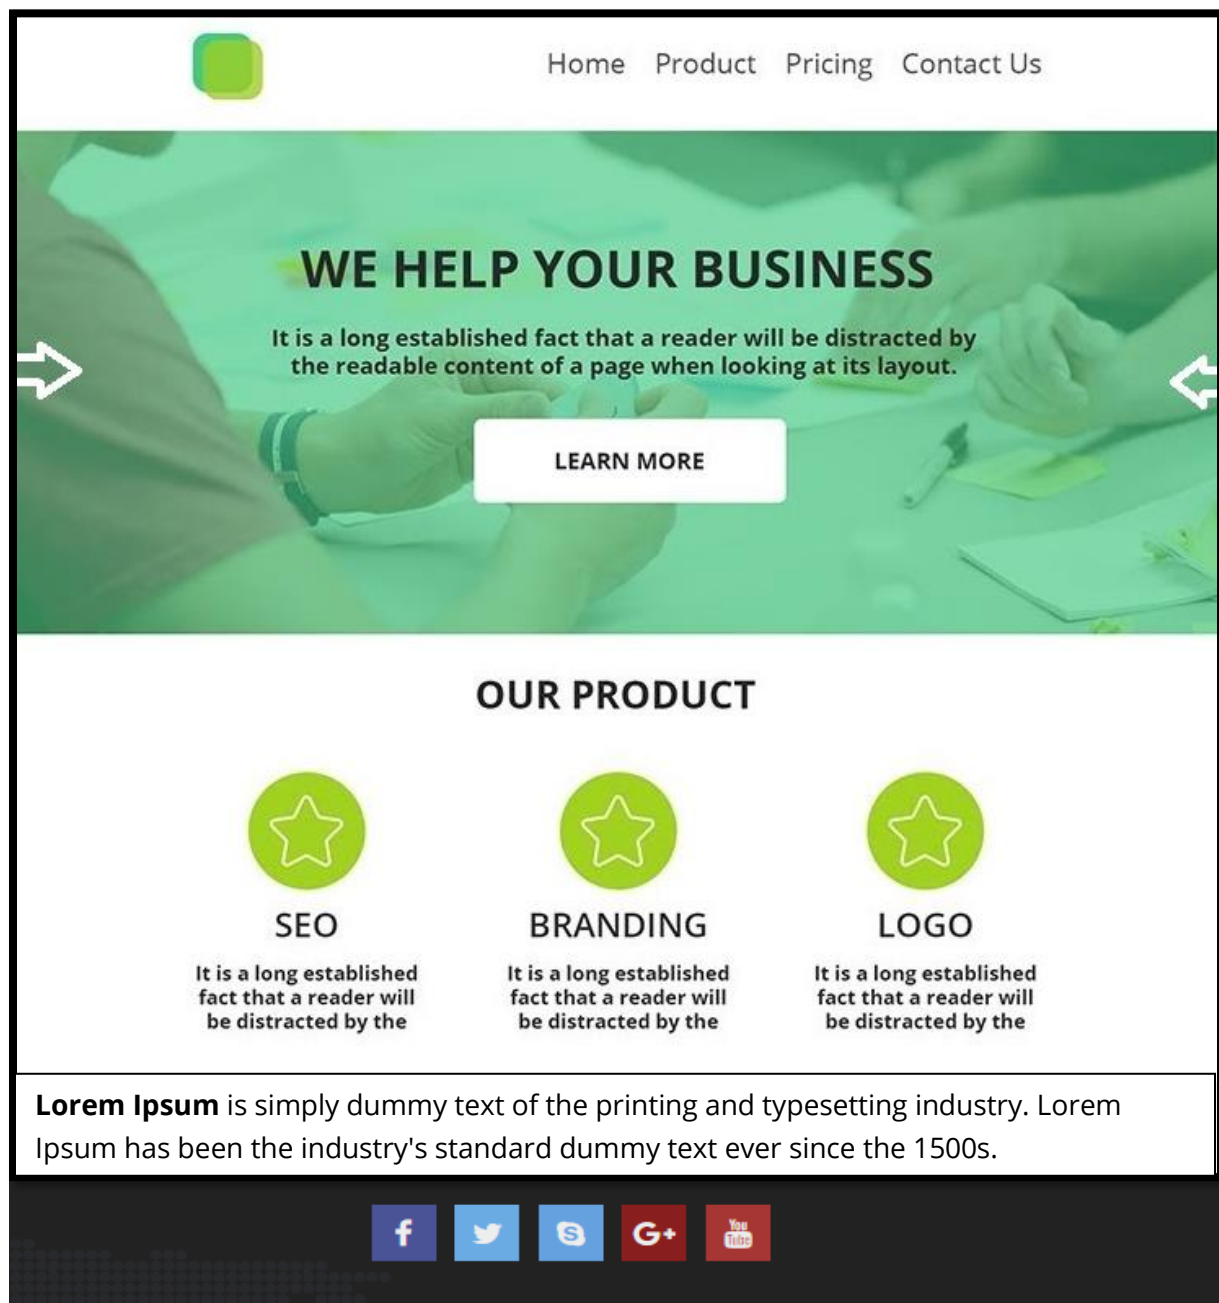 Home Product Pricing Contact Us
WE HELP YOUR BUSINESS
It is a long established fact that a reader will be distracted by
the readable content of a page when looking at its layout.
LEARN MORE
OUR PRODUCT
SEO
It is a long established
fact that a reader will
be distracted by the
BRANDING
It is a long established
fact that a reader will
be distracted by the
LOGO
It is a long established
fact that a reader will
be distracted by the
Lorem Ipsum is simply dummy text of the printing and typesetting industry. Lorem
Ipsum has been the industry's standard dummy text ever since the 1500s.
f S G+ You
Tube